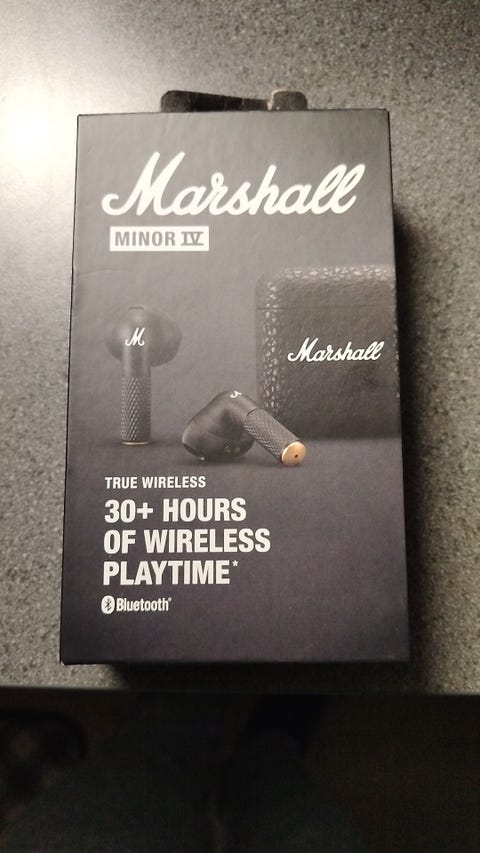 Marshall
MINOR IV
M
Marshall
TRUE WIRELESS
30+ HOURS
OF WIRELESS
PLAYTIME*
Bluetooth®